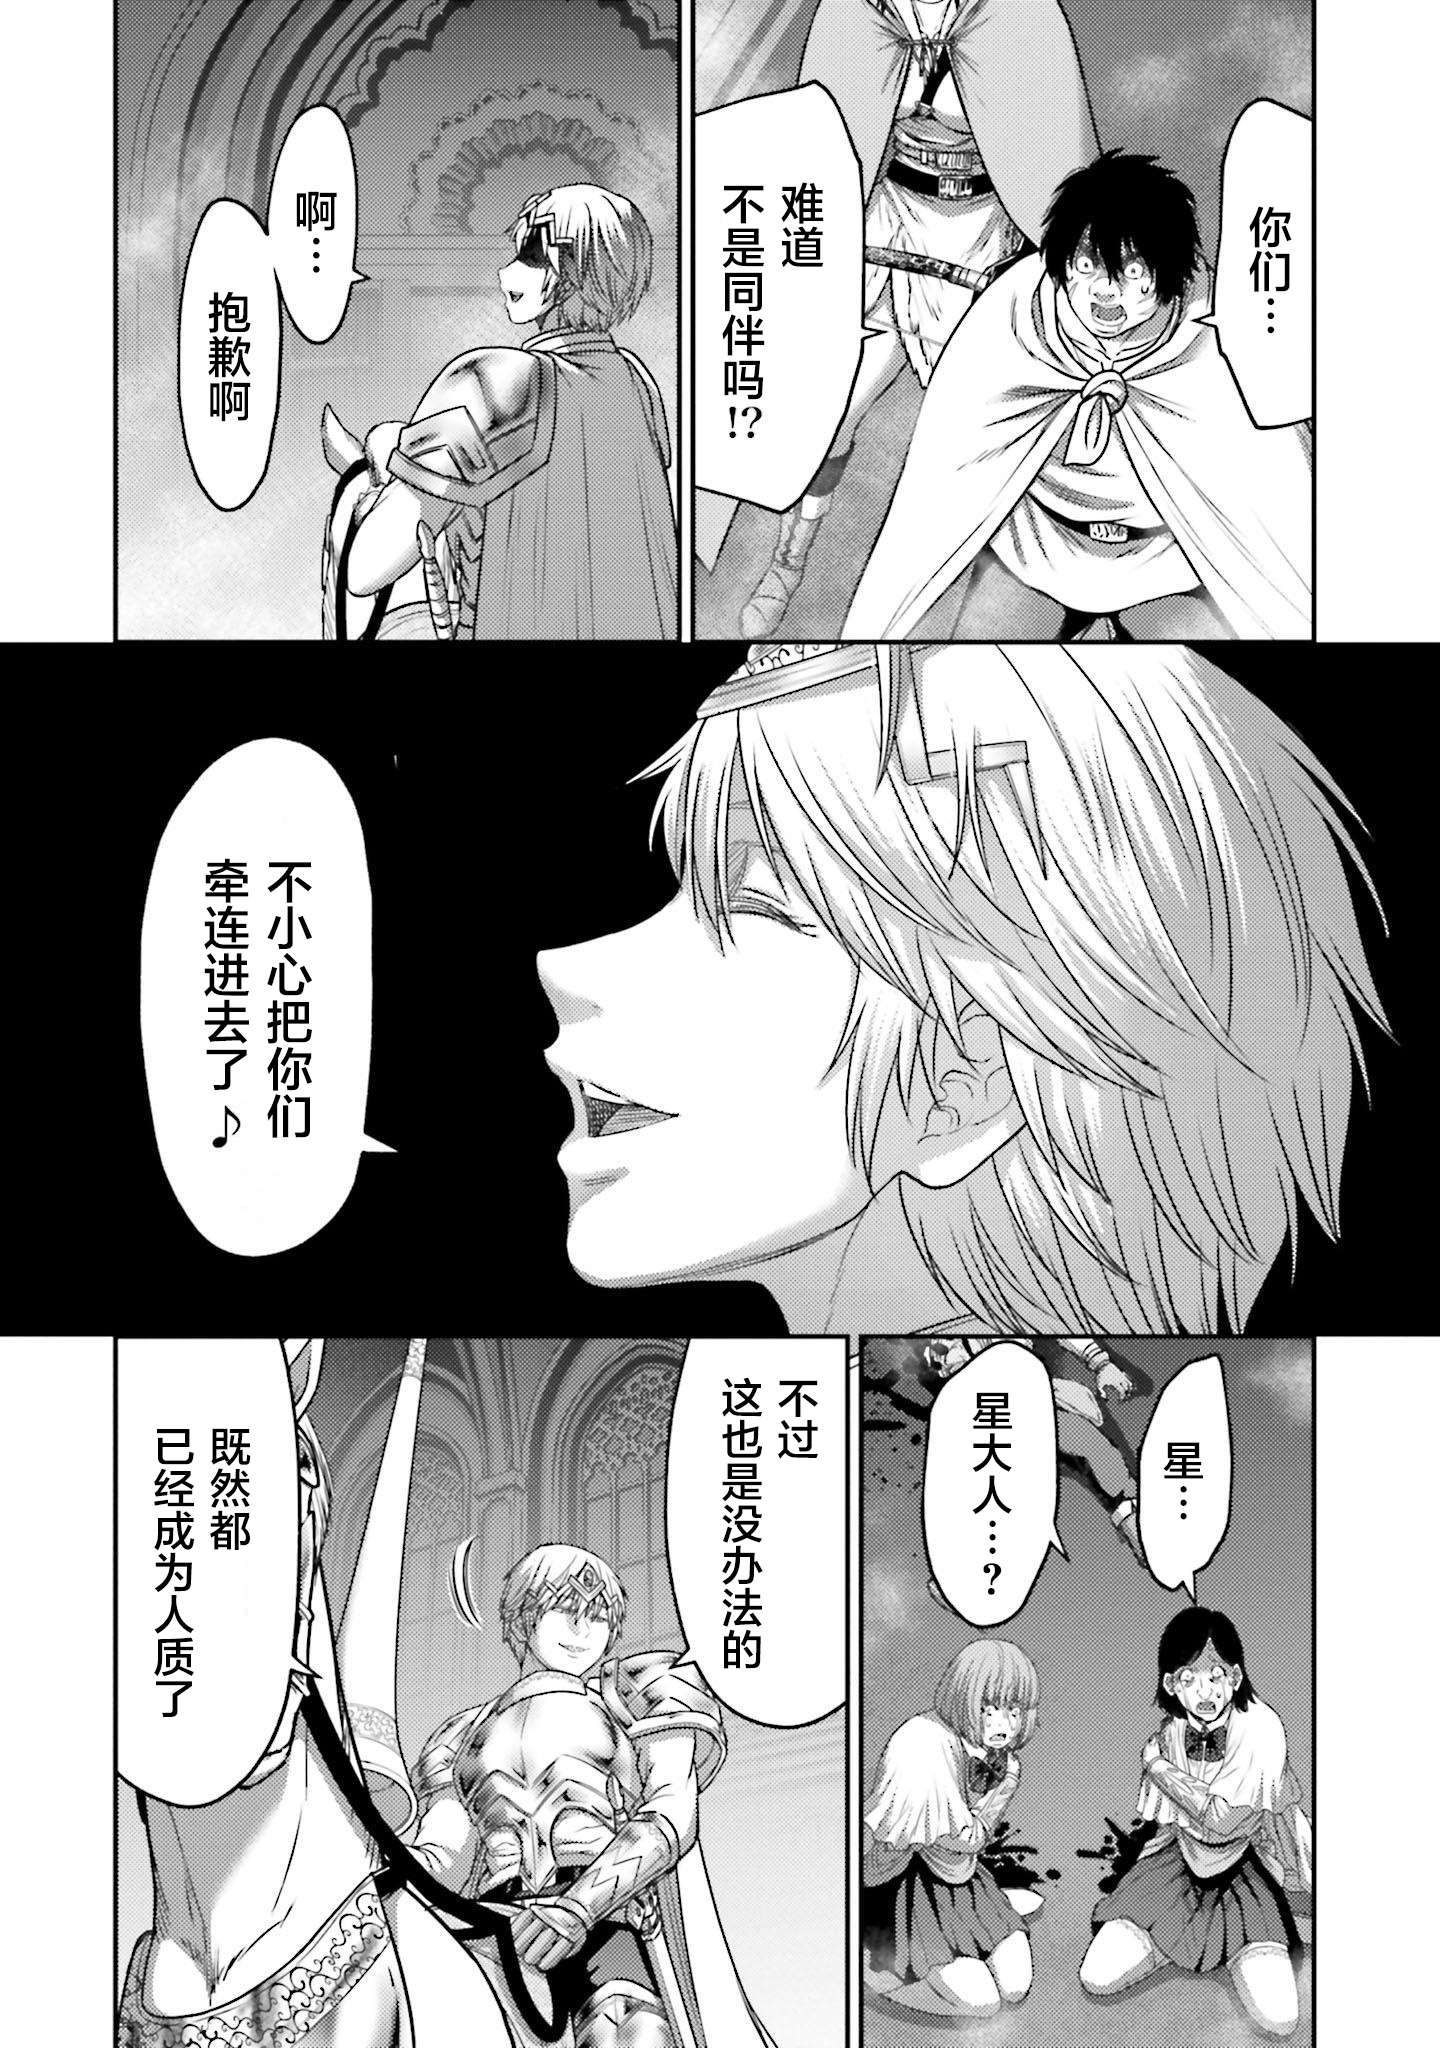 你们…
难道
不是同伴吗!?
啊…
抱歉啊
不小心把你们
牵连进去了♪
星…
星大人…?
不过
这也是没办法的
既然都
已经成为人质了